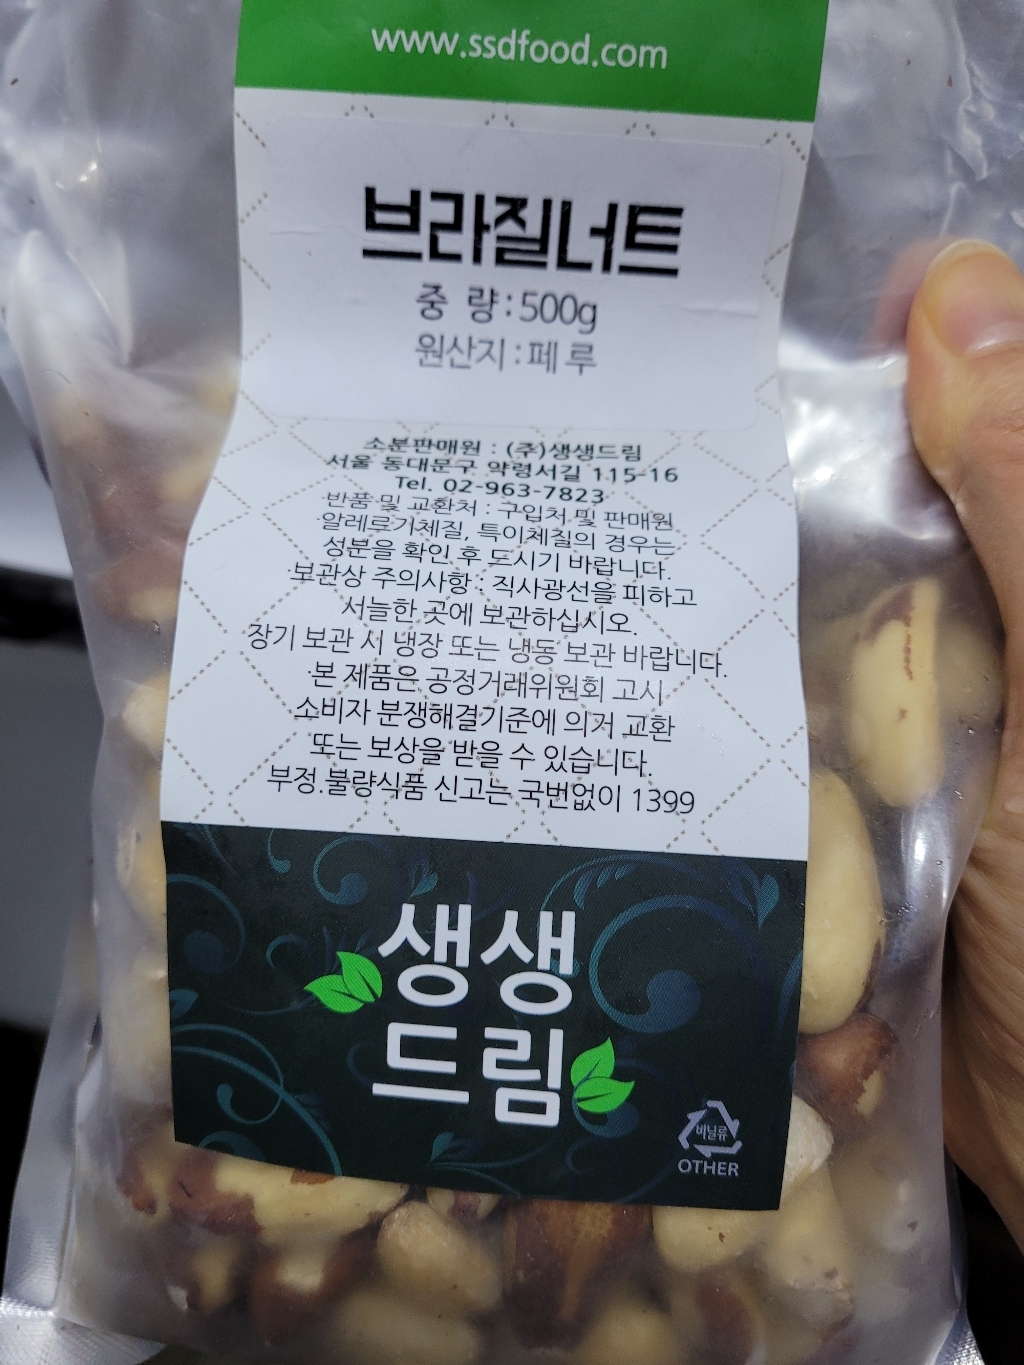 www.ssdfood.com
브라질너트
중 량 : 500g
원산지 : 페 루
소분판매원 : (주)생생드림
서울 동대문구 약령서길 115-16
Tel. 02-963-7823
·반품 및 교환처 : 구입처 및 판매원
·알레르기체질, 특이체질의 경우는
성분을 확인 후 드시기 바랍니다.
·보관상 주의사항 : 직사광선을 피하고
서늘한 곳에 보관하십시오.
장기 보관 시 냉장 또는 냉동 보관 바랍니다.
·본 제품은 공정거래위원회 고시
소비자 분쟁해결기준에 의거 교환
또는 보상을 받을 수 있습니다.
부정.불량식품 신고는 국번없이 1399
생생
드림
비닐류
OTHER